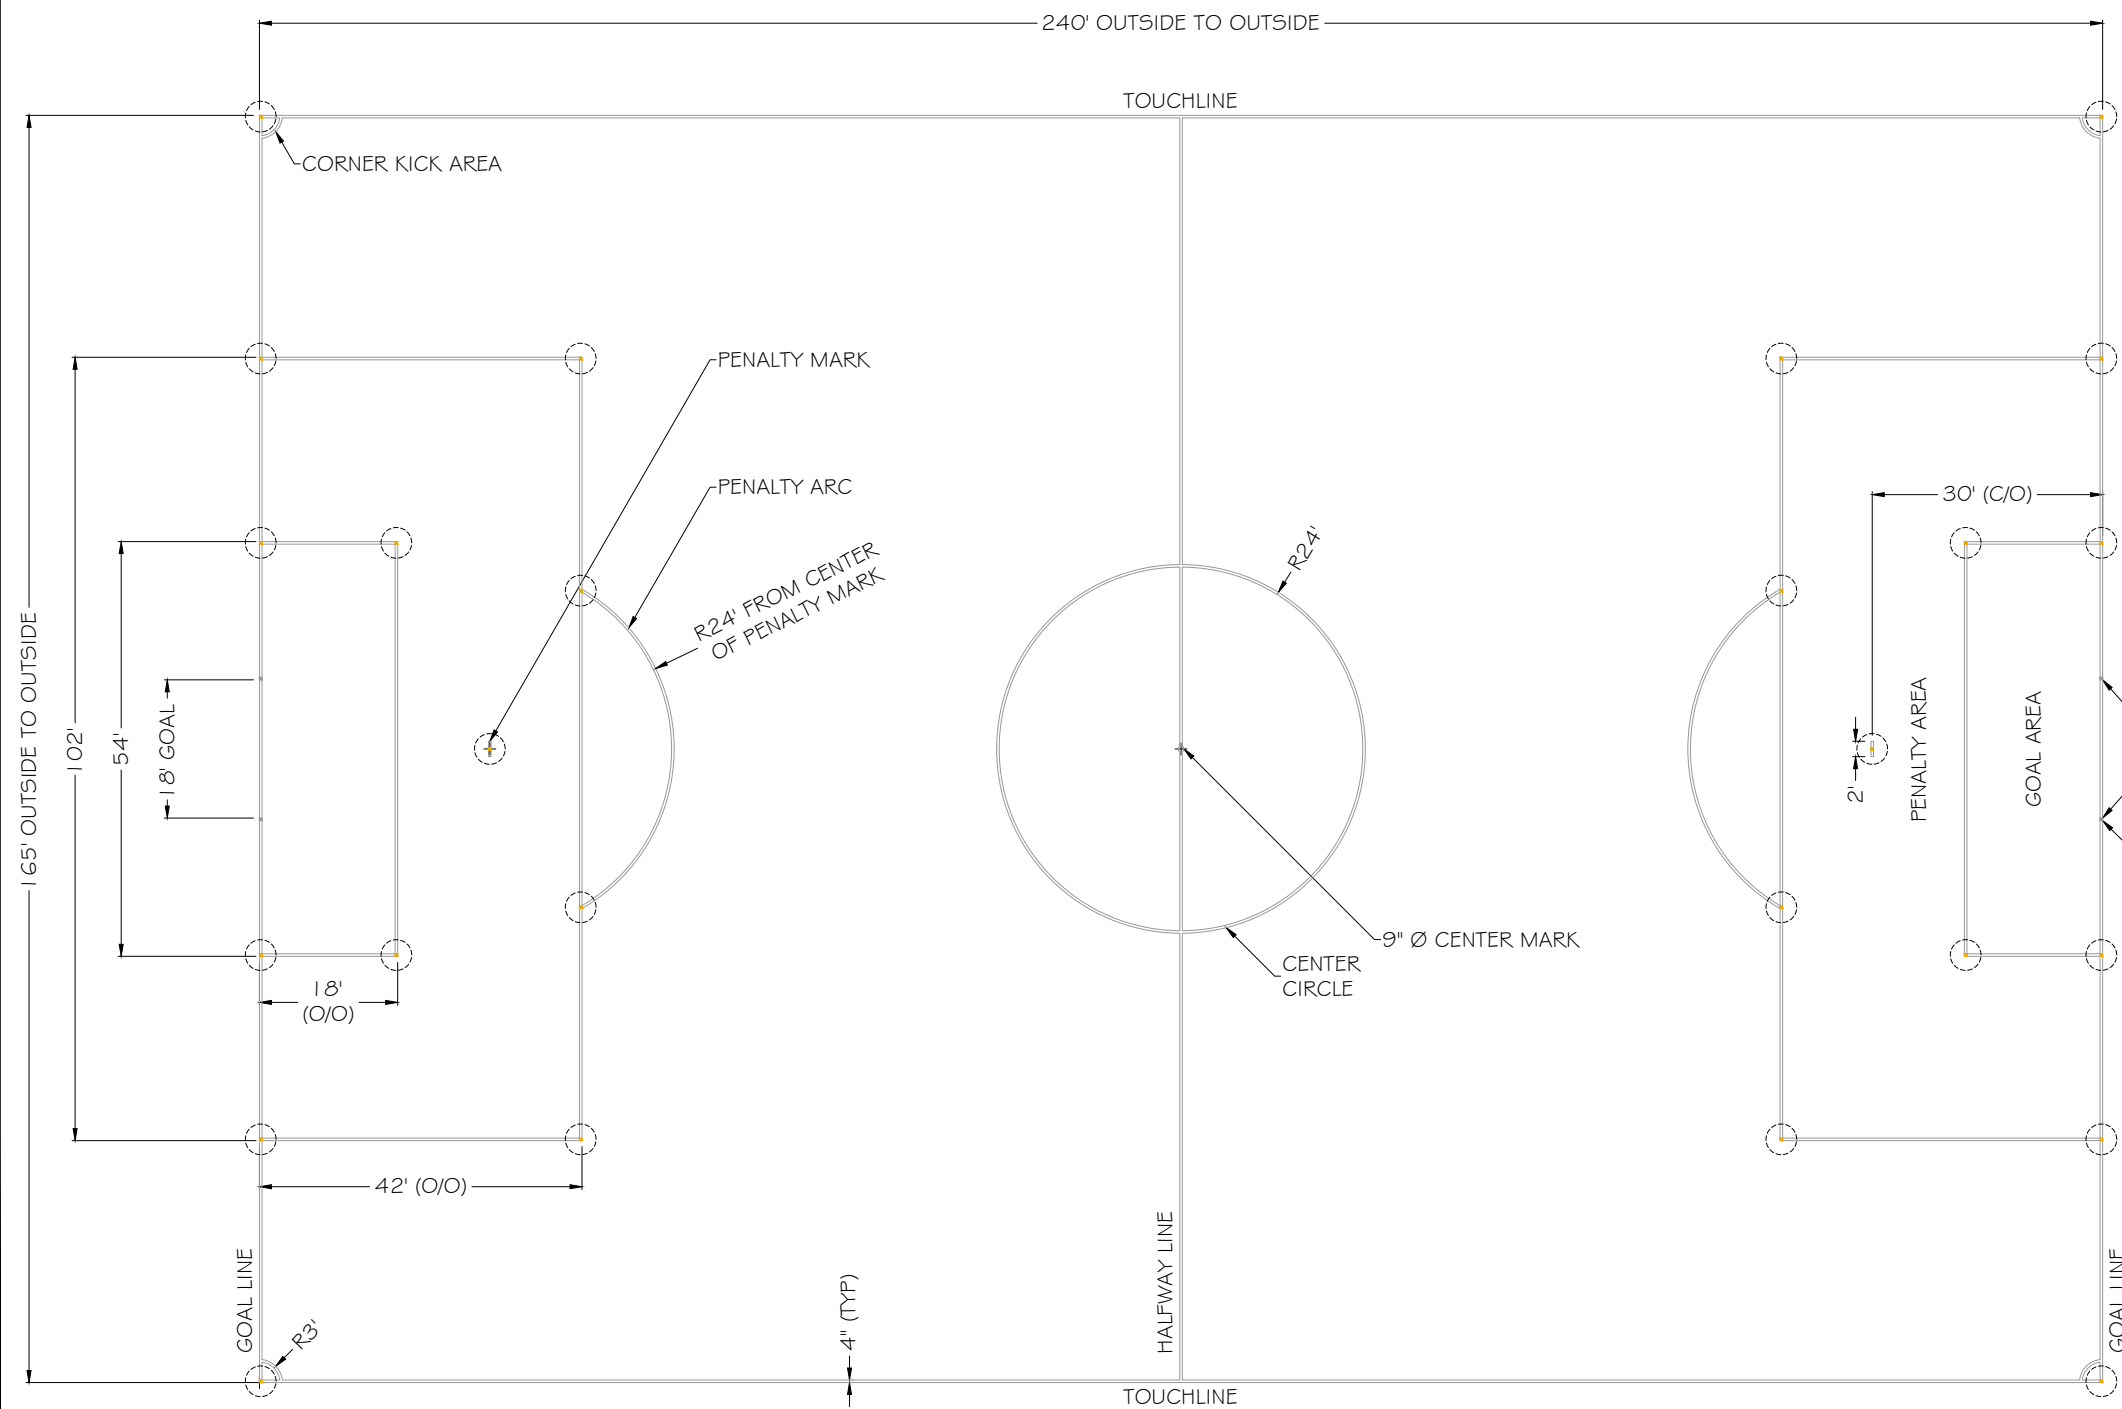 240' OUTSIDE TO OUTSIDE
TOUCHLINE
CORNER KICK AREA
PENALTY MARK
PENALTY ARC
R24' FROM CENTER
OF PENALTY MARK
R24'
30' (C/O)
165' OUTSIDE TO OUTSIDE
102'
54'
18' GOAL
2'
PENALTY AREA
GOAL AREA
9" Ø CENTER MARK
CENTER
CIRCLE
18'
(O/O)
42' (O/O)
GOAL LINE
R3'
4" (TYP)
HALFWAY LINE
GOAL LINE
TOUCHLINE